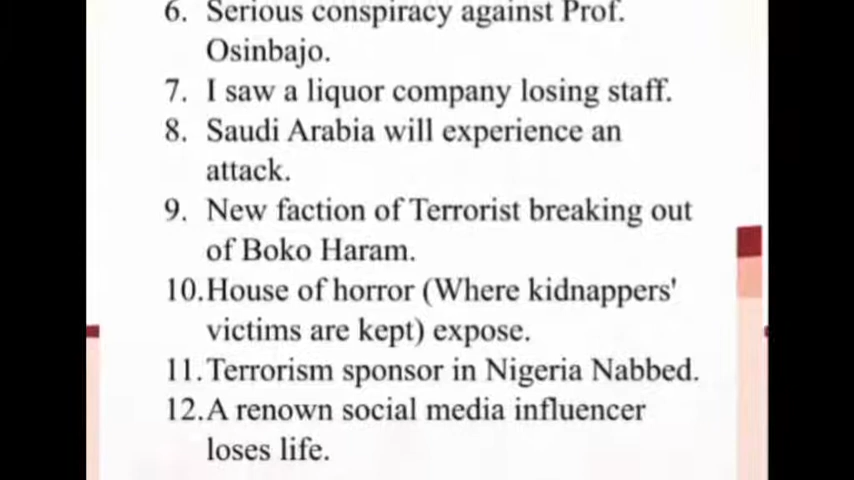 6. Serious conspiracy against Prof.
Osinbajo.
7. I saw a liquor company losing staff.
8. Saudi Arabia will experience an
attack.
9. New faction of Terrorist breaking out
of Boko Haram.
10.House of horror (Where kidnappers'
victims are kept) expose.
11.Terrorism sponsor in Nigeria Nabbed.
12.A renown social media influencer
loses life.